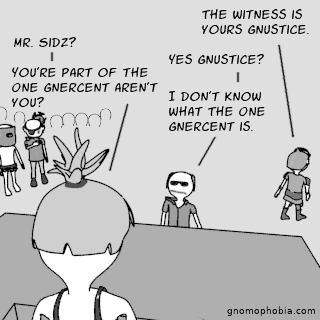 THE WITNESS IS
YOURS GNUSTICE.
MR. SIDZ?
YOU'RE PART OF THE
ONE GNERCENT AREN'T
YOU?
YES GNUSTICE?
I DON'T KNOW
WHAT THE ONE
GNERCENT IS.
gnomophobia.com